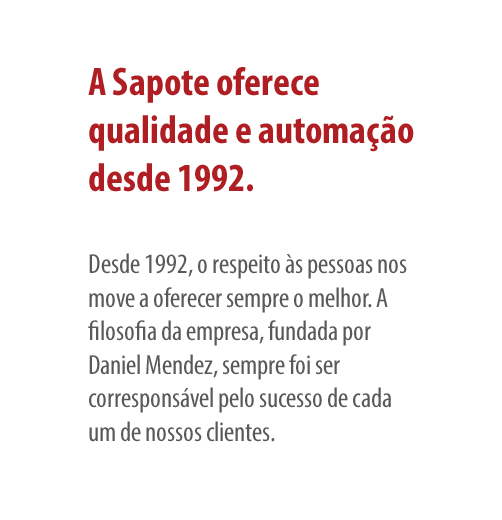 A Sapote oferece
qualidade e automação
desde 1992.
Desde 1992, o respeito às pessoas nos
move a oferecer sempre o melhor. A
filosofia da empresa, fundada por
Daniel Mendez, sempre foi ser
corresponsável pelo sucesso de cada
um de nossos clientes.